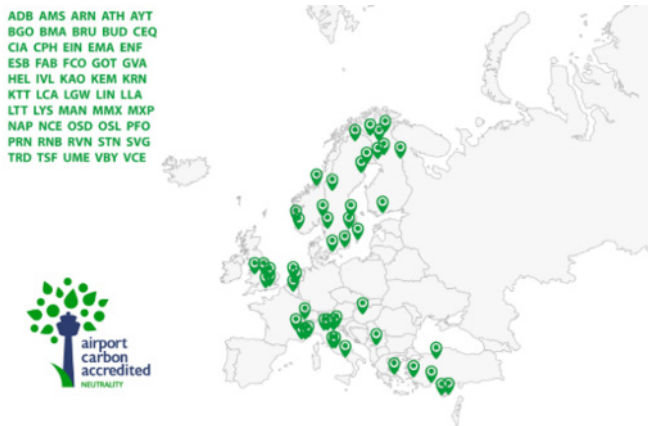 ADB AMS ARN ATH AYT
BGO BMA BRU BUD CEQ
CIA CPH EIN EMA ENF
ESB FAB FCO GOT GVA
HEL IVL KAO KEM KRN
KTT LCA LGW LIN LLA
LTT LYS MAN MMX MXP
NAP NCE OSD OSL PFO
PRN RNB RVN STN SVG
TRD TSF UME VBY VCE
airport
carbon
accredited
NEUTRALITY